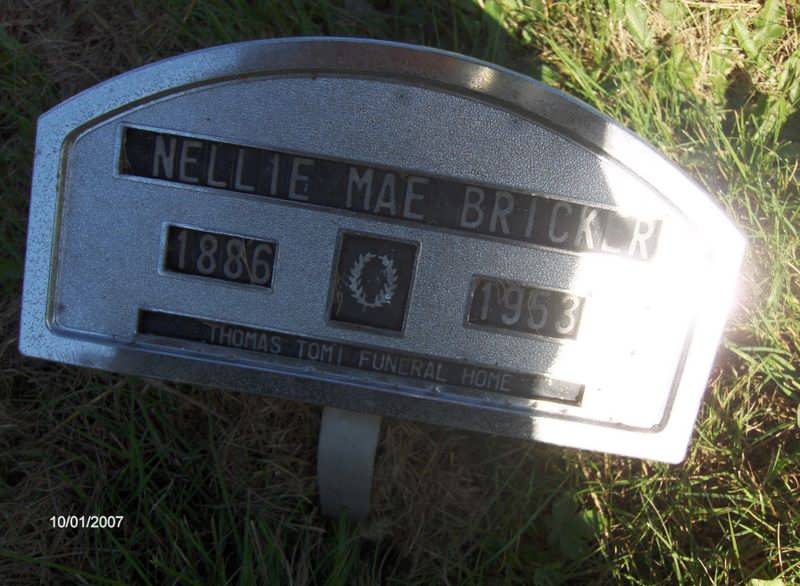 NELLIE MAE BRICKER
1886
1953
THOMAS TOMI FUNERAL HOME
10/01/2007